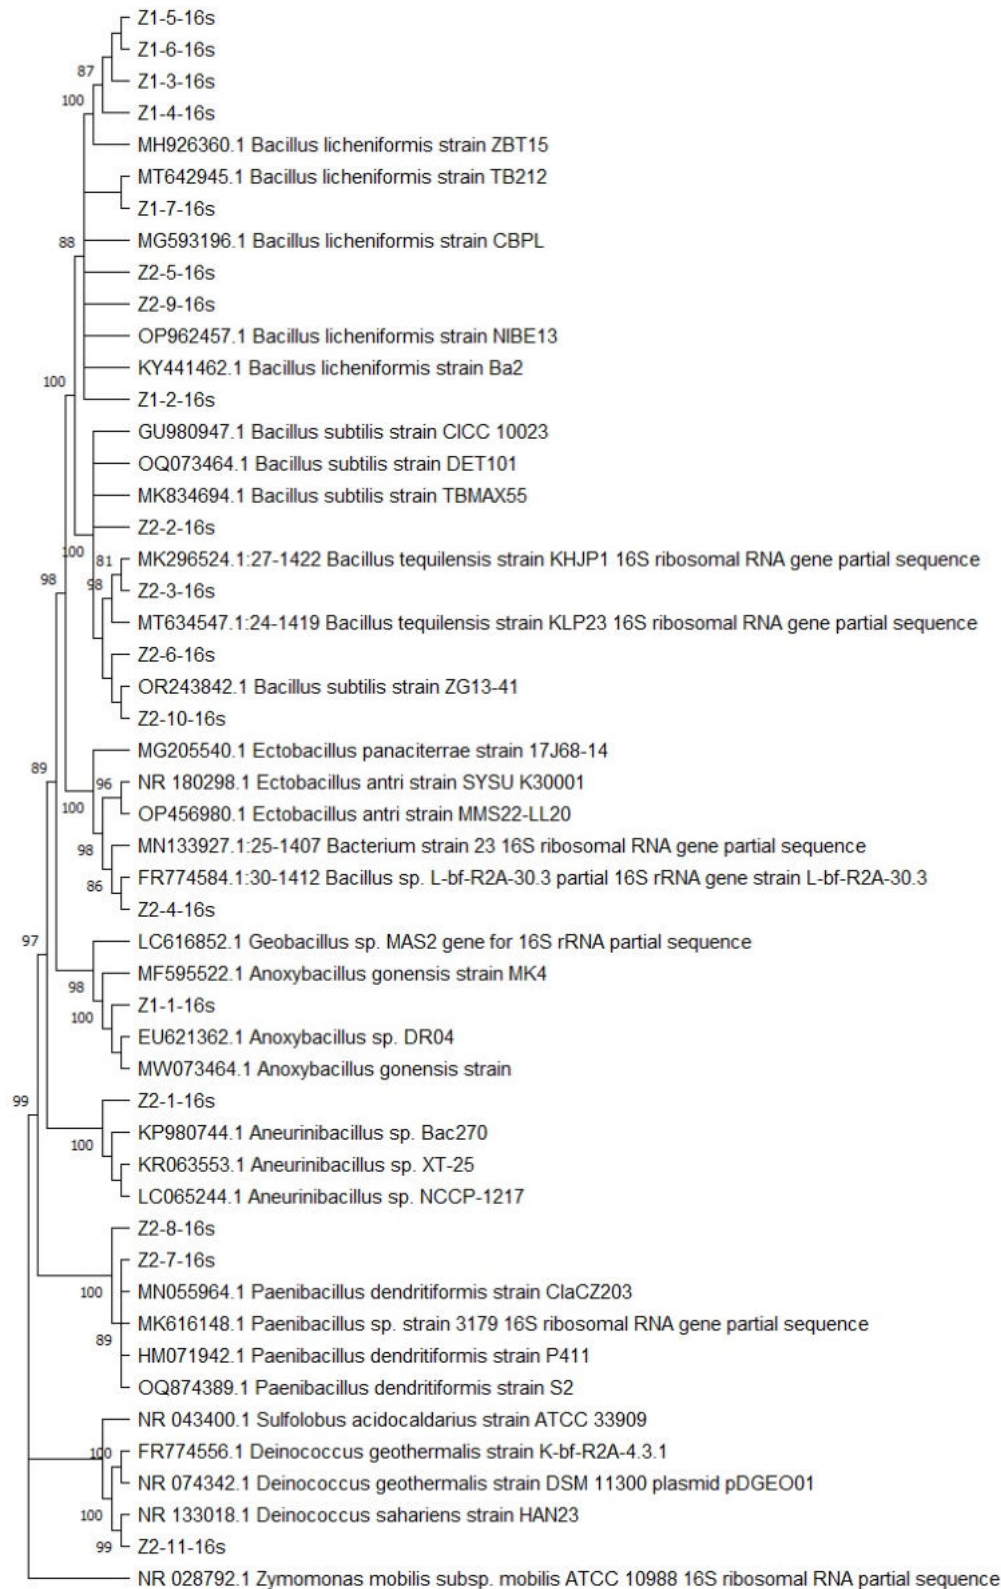 Z1-5-16s
Z1-6-16s
87
Z1-3-16s
100
Z1-4-16s
MH926360.1 Bacillus licheniformis strain ZBT15
MT642945.1 Bacillus licheniformis strain TB212
Z1-7-16s
88
MG593196.1 Bacillus licheniformis strain CBPL
Z2-5-16s
Z2-9-16s
OP962457.1 Bacillus licheniformis strain NIBE13
KY441462.1 Bacillus licheniformis strain Ba2
100
Z1-2-16s
GU980947.1 Bacillus subtilis strain CICC 10023
OQ073464.1 Bacillus subtilis strain DET101
MK834694.1 Bacillus subtilis strain TBMAX55
Z2-2-16s
100
81
MK296524.1:27-1422 Bacillus tequilensis strain KHJP1 16S ribosomal RNA gene partial sequence
98
98
Z2-3-16s
MT634547.1:24-1419 Bacillus tequilensis strain KLP23 16S ribosomal RNA gene partial sequence
Z2-6-16s
OR243842.1 Bacillus subtilis strain ZG13-41
Z2-10-16s
MG205540.1 Ectobacillus panaciterrae strain 17J68-14
89
96
NR 180298.1 Ectobacillus antri strain SYSU K30001
100
OP456980.1 Ectobacillus antri strain MMS22-LL20
98
MN133927.1:25-1407 Bacterium strain 23 16S ribosomal RNA gene partial sequence
86
FR774584.1:30-1412 Bacillus sp. L-bf-R2A-30.3 partial 16S rRNA gene strain L-bf-R2A-30.3
Z2-4-16s
97
LC616852.1 Geobacillus sp. MAS2 gene for 16S rRNA partial sequence
MF595522.1 Anoxybacillus gonensis strain MK4
98
Z1-1-16s
100
EU621362.1 Anoxybacillus sp. DR04
MW073464.1 Anoxybacillus gonensis strain
99
Z2-1-16s
KP980744.1 Aneurinibacillus sp. Bac270
100
KR063553.1 Aneurinibacillus sp. XT-25
LC065244.1 Aneurinibacillus sp. NCCP-1217
Z2-8-16s
Z2-7-16s
100
MN055964.1 Paenibacillus dendritiformis strain ClaCZ203
MK616148.1 Paenibacillus sp. strain 3179 16S ribosomal RNA gene partial sequence
89
HM071942.1 Paenibacillus dendritiformis strain P411
OQ874389.1 Paenibacillus dendritiformis strain S2
NR 043400.1 Sulfolobus acidocaldarius strain ATCC 33909
100
FR774556.1 Deinococcus geothermalis strain K-bf-R2A-4.3.1
NR 074342.1 Deinococcus geothermalis strain DSM 11300 plasmid pDGEO01
100
NR 133018.1 Deinococcus sahariens strain HAN23
99
Z2-11-16s
NR 028792.1 Zymomonas mobilis subsp. mobilis ATCC 10988 16S ribosomal RNA partial sequence